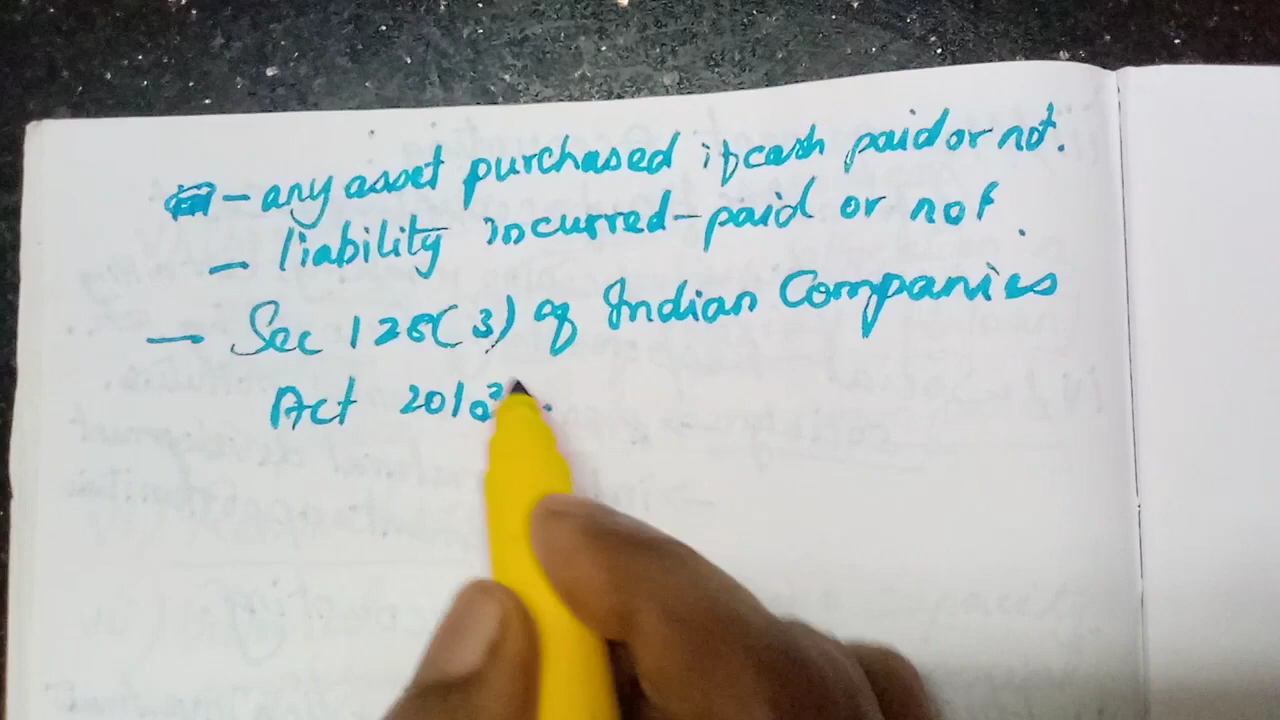 - any asset purchased if cash paid or not.
- liability incurred - paid or not.
- Sec 128(3) of Indian Companies
Act